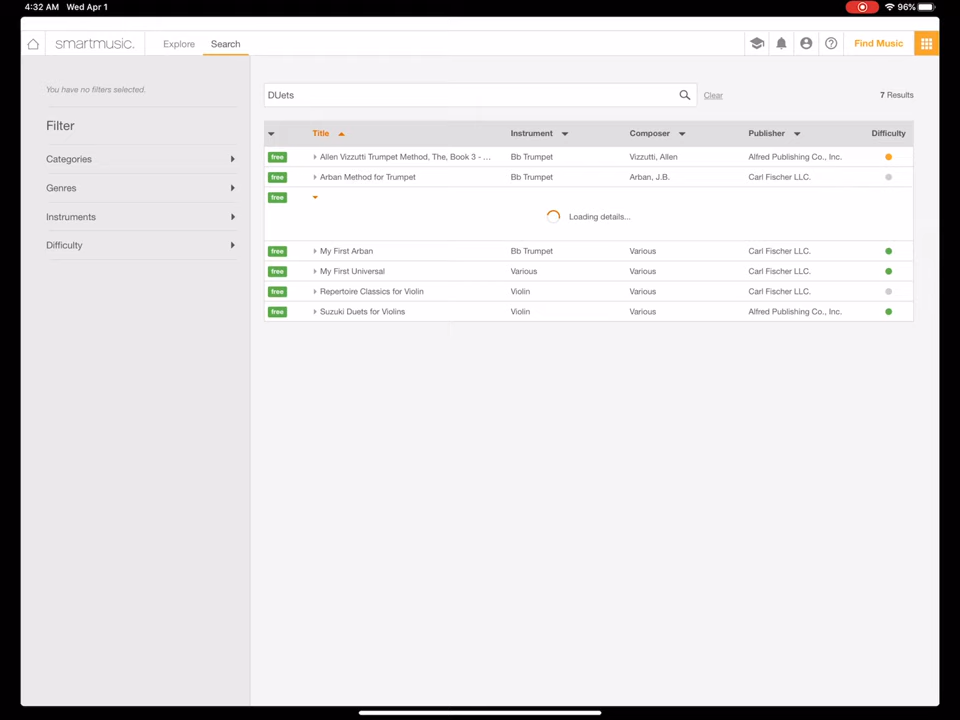 4:32 AM Wed Apr 1 96%
smartmusic. Explore Search Find Music
You have no filters selected.
DUets Clear 7 Results
Filter
Categories
Genres
Instruments
Difficulty
Title Instrument Composer Publisher Difficulty
free Allen Vizzutti Trumpet Method, The, Book 3 - ... Bb Trumpet Vizzutti, Allen Alfred Publishing Co., Inc.
free Arban Method for Trumpet Bb Trumpet Arban, J.B. Carl Fischer LLC.
free
Loading details...
free My First Arban Bb Trumpet Various Carl Fischer LLC.
free My First Universal Various Various Carl Fischer LLC.
free Repertoire Classics for Violin Violin Various Carl Fischer LLC.
free Suzuki Duets for Violins Violin Various Alfred Publishing Co., Inc.